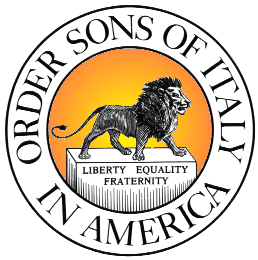 ORDER SONS OF ITALY
IN AMERICA
LIBERTY EQUALITY
FRATERNITY